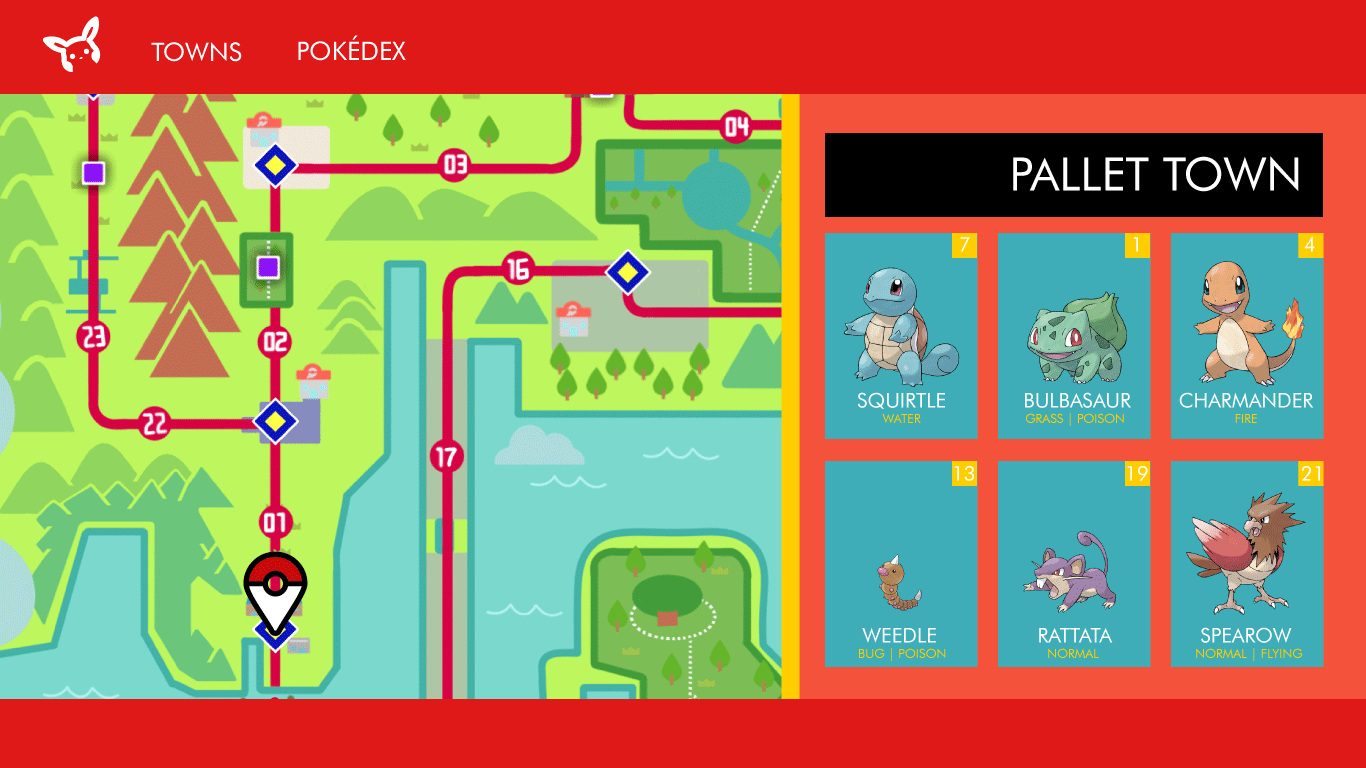 TOWNS
POKÉDEX
04
03
16
02
23
22
17
01
PALLET TOWN
7
SQUIRTLE
WATER
1
BULBASAUR
GRASS | POISON
4
CHARMANDER
FIRE
13
WEEDLE
BUG | POISON
19
RATTATA
NORMAL
21
SPEAROW
NORMAL | FLYING